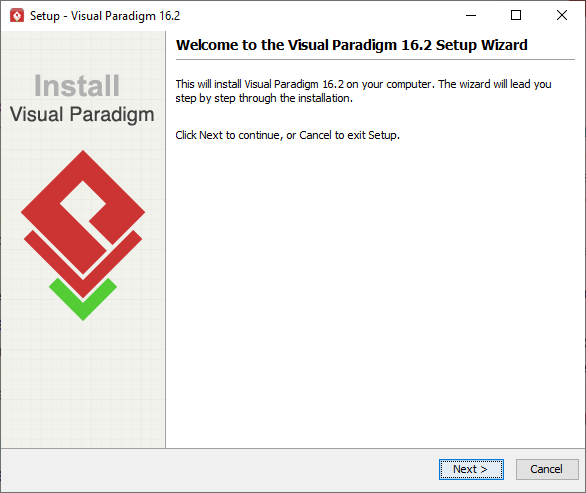 Setup - Visual Paradigm 16.2
Install
Visual Paradigm
Welcome to the Visual Paradigm 16.2 Setup Wizard
This will install Visual Paradigm 16.2 on your computer. The wizard will lead you
step by step through the installation.
Click Next to continue, or Cancel to exit Setup.
Next >
Cancel